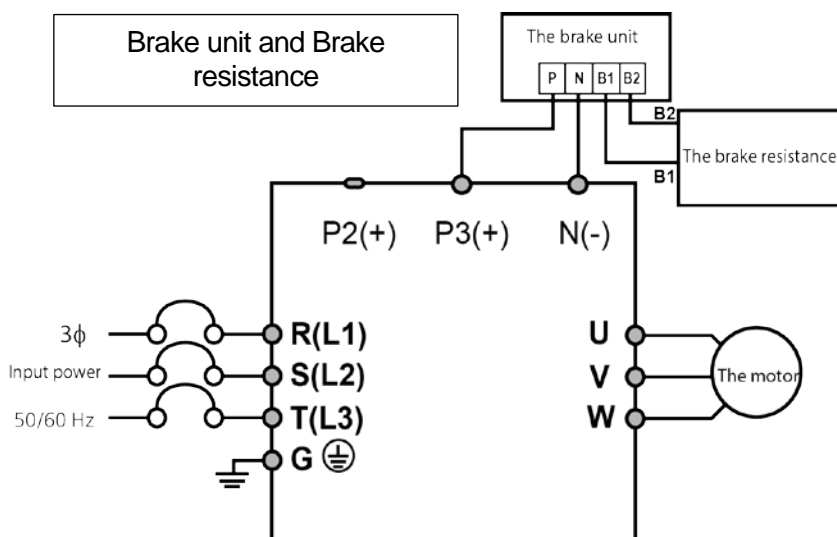 Brake unit and Brake
resistance
The brake unit
P N B1 B2
B2
The brake resistance
B1
P2(+) P3(+) N(-)
3ϕ
R(L1)
U
Input power
S(L2)
V
The motor
50/60 Hz
T(L3)
W
G